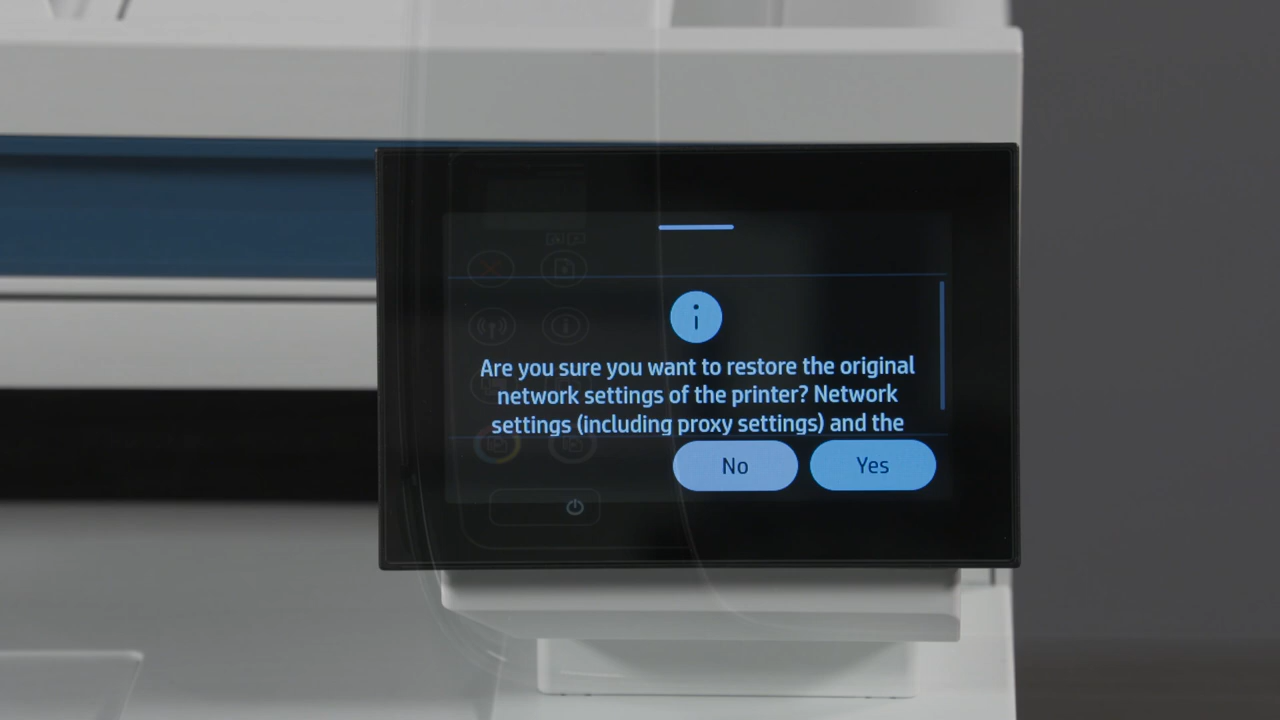 Are you sure you want to restore the original
network settings of the printer? Network
settings (including proxy settings) and the
No
Yes